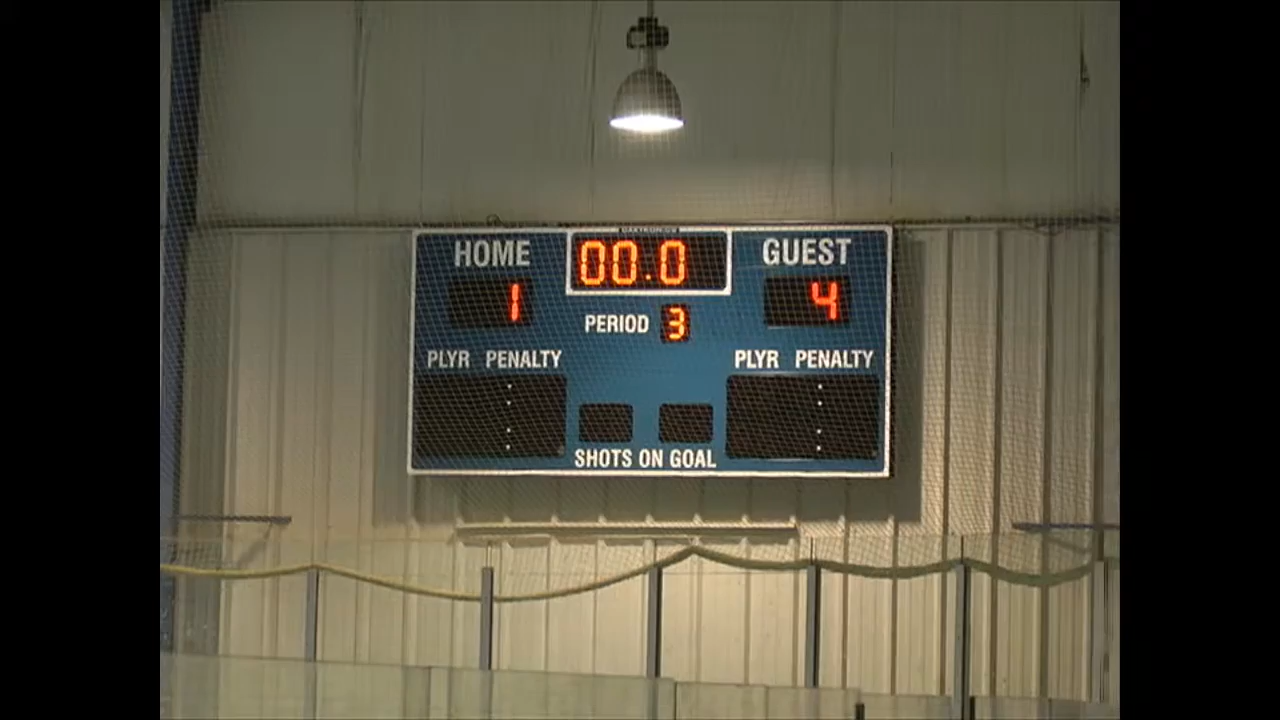 HOME 00.0 GUEST
1 4
PERIOD 3
PLYR PENALTY PLYR PENALTY
SHOTS ON GOAL